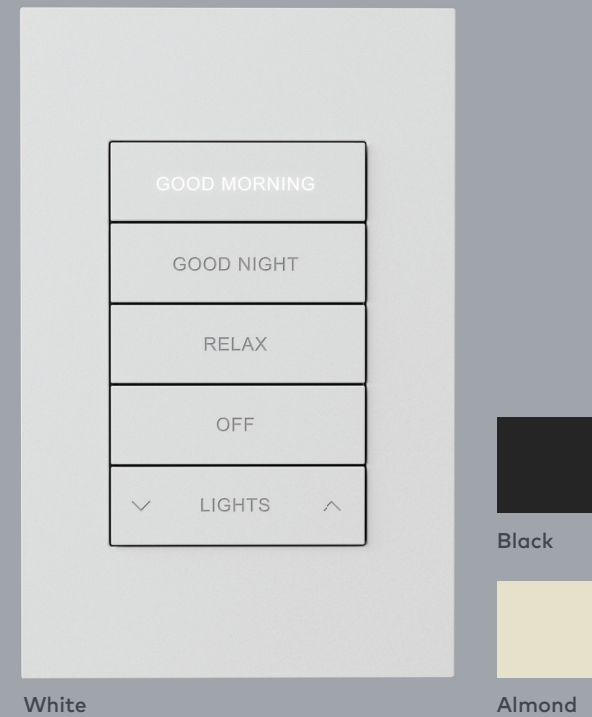 GOOD MORNING
GOOD NIGHT
RELAX
OFF
LIGHTS
White
Black
Almond